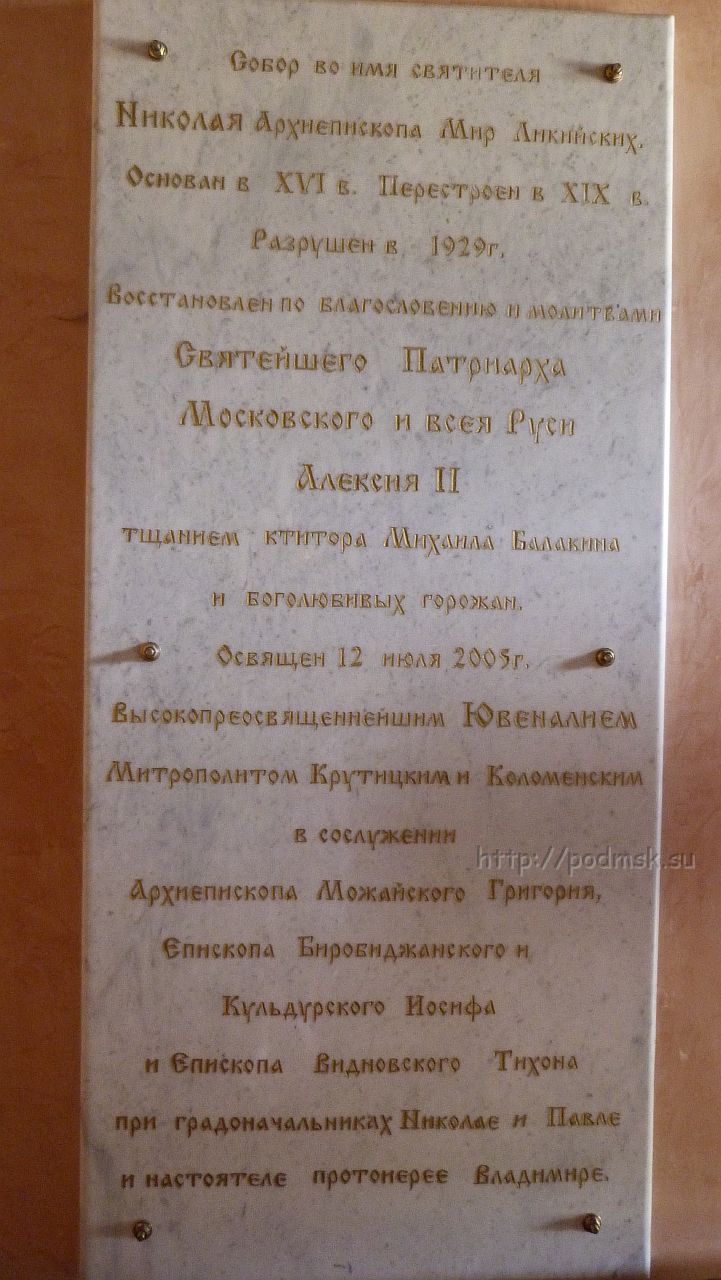 Собор во имя святителя
Николая Архиепископа Мир Ликийских.
Основан в XVI в. Перестроен в XIX в.
Разрушен в 1929г.
Восстановлен по благословению и молитвами
Святейшего Патриарха
Московского и всея Руси
Алексия II
тщанием ктитора Михаила Балакина
и боголюбивых горожан.
Освящен 12 июля 2005г.
Высокопреосвященнейшим Ювеналием
Митрополитом Крутицким и Коломенским
в сослужении
http://podmsk.su
Архиепископа Можайского Григория,
Епископа Биробиджанского и
Кульдурского Иосифа
и Епископа Видновского Тихона
при градоначальниках Николае и Павле
и настоятеле протоиерее Владимире.